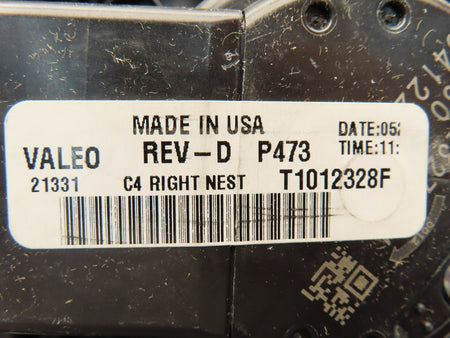 MADE IN USA
DATE:05
VALEO REV-D P473 TIME:11:
21331 C4 RIGHT NEST T1012328F